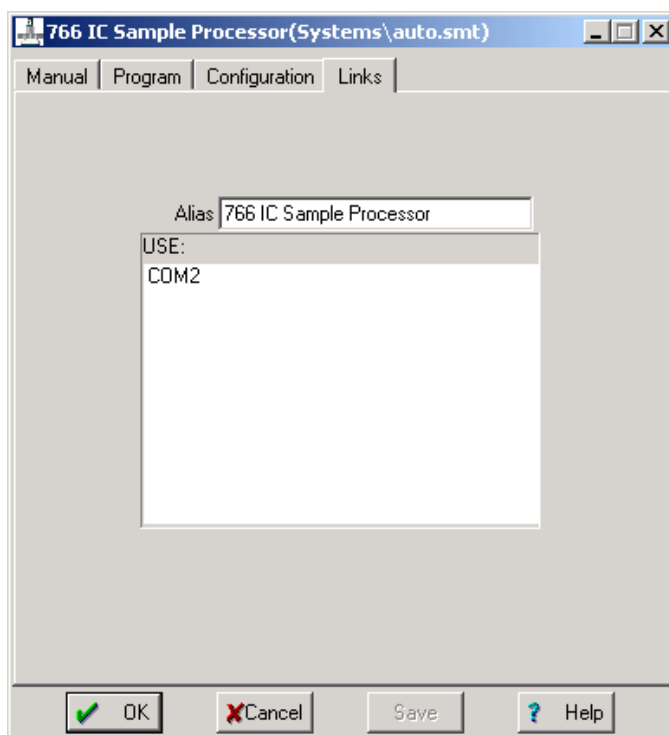 766 IC Sample Processor(Systems\auto.smt)
Manual Program Configuration Links
Alias 766 IC Sample Processor
USE:
COM2
OK Cancel Save ? Help